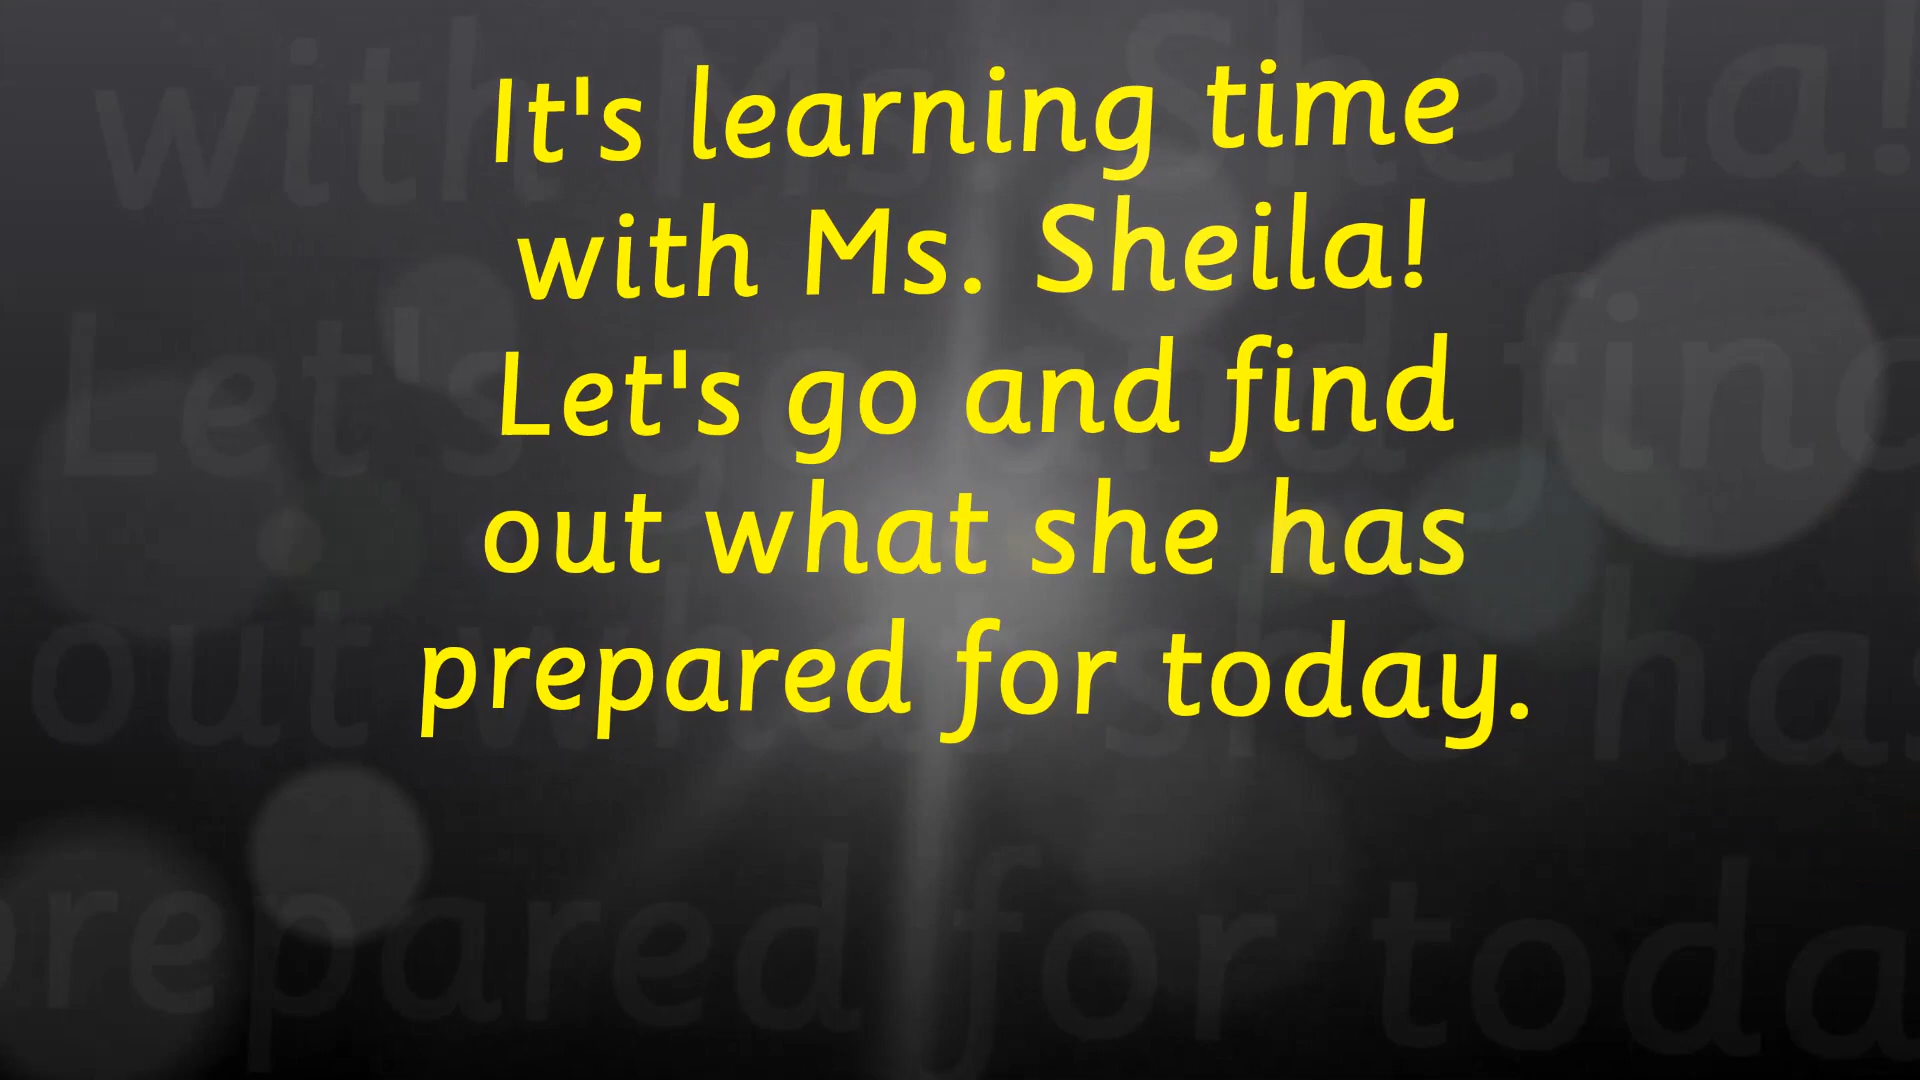 It's learning time
with Ms. Sheila!
Let's go and find
out what she has
prepared for today.